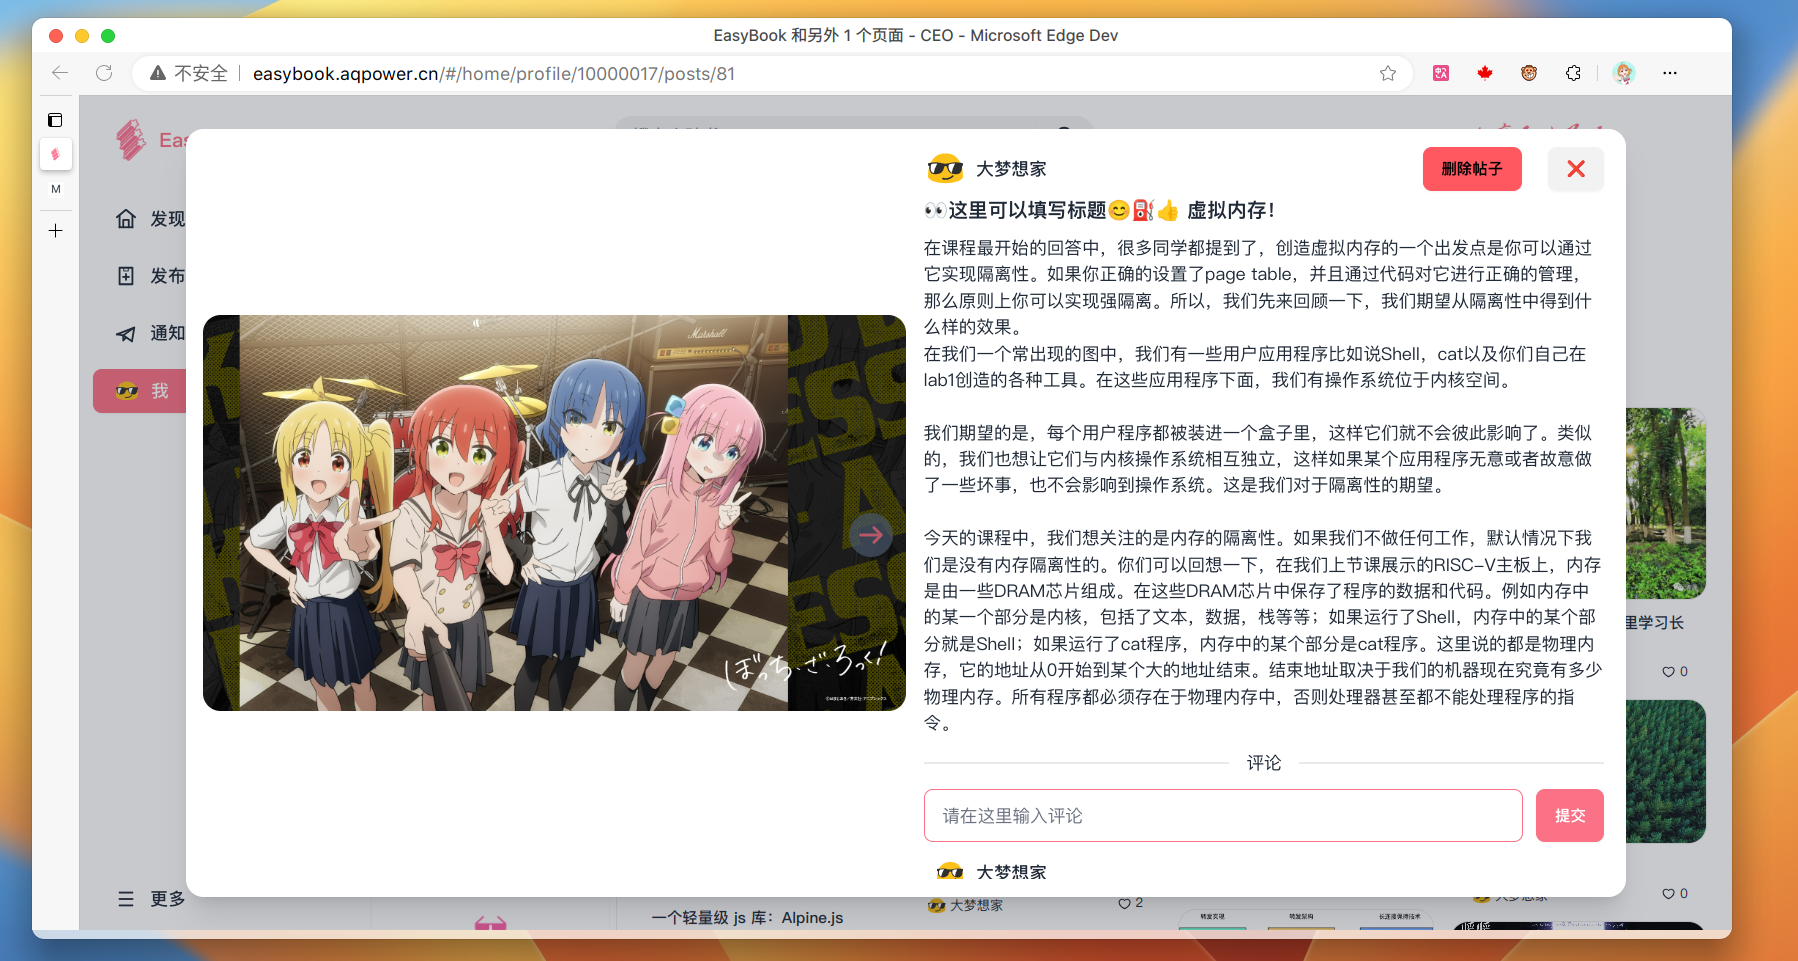 EasyBook 和另外 1 个页面 - CEO - Microsoft Edge Dev
不安全
easybook.aqpower.cn/#/home/profile/10000017/posts/81
M
Eas
发现
发布
通知
我
更多
Marshall
ぼっち・ざ・ろっく!
大梦想家
删除帖子
👀这里可以填写标题😊⛽👍 虚拟内存！
在课程最开始的回答中，很多同学都提到了，创造虚拟内存的一个出发点是你可以通过
它实现隔离性。如果你正确的设置了page table，并且通过代码对它进行正确的管理，
那么原则上你可以实现强隔离。所以，我们先来回顾一下，我们期望从隔离性中得到什
么样的效果。
在我们一个常出现的图中，我们有一些用户应用程序比如说Shell，cat以及你们自己在
lab1创造的各种工具。在这些应用程序下面，我们有操作系统位于内核空间。
我们期望的是，每个用户程序都被装进一个盒子里，这样它们就不会彼此影响了。类似
的，我们也想让它们与内核操作系统相互独立，这样如果某个应用程序无意或者故意做
了一些坏事，也不会影响到操作系统。这是我们对于隔离性的期望。
今天的课程中，我们想关注的是内存的隔离性。如果我们不做任何工作，默认情况下我
们是没有内存隔离性的。你们可以回想一下，在我们上节课展示的RISC-V主板上，内存
是由一些DRAM芯片组成。在这些DRAM芯片中保存了程序的数据和代码。例如内存中
的某一个部分是内核，包括了文本，数据，栈等等；如果运行了Shell，内存中的某个部
分就是Shell；如果运行了cat程序，内存中的某个部分是cat程序。这里说的都是物理内
存，它的地址从0开始到某个大的地址结束。结束地址取决于我们的机器现在究竟有多少
物理内存。所有程序都必须存在于物理内存中，否则处理器甚至都不能处理程序的指
令。
评论
请在这里输入评论
提交
大梦想家
里学习长
0
0
大梦想家
2
一个轻量级 js 库：Alpine.js
转发实现
转发架构
长连接保持技术